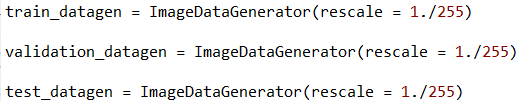 train_datagen = ImageDataGenerator(rescale = 1./255)
validation_datagen = ImageDataGenerator(rescale = 1./255)
test_datagen = ImageDataGenerator(rescale = 1./255)